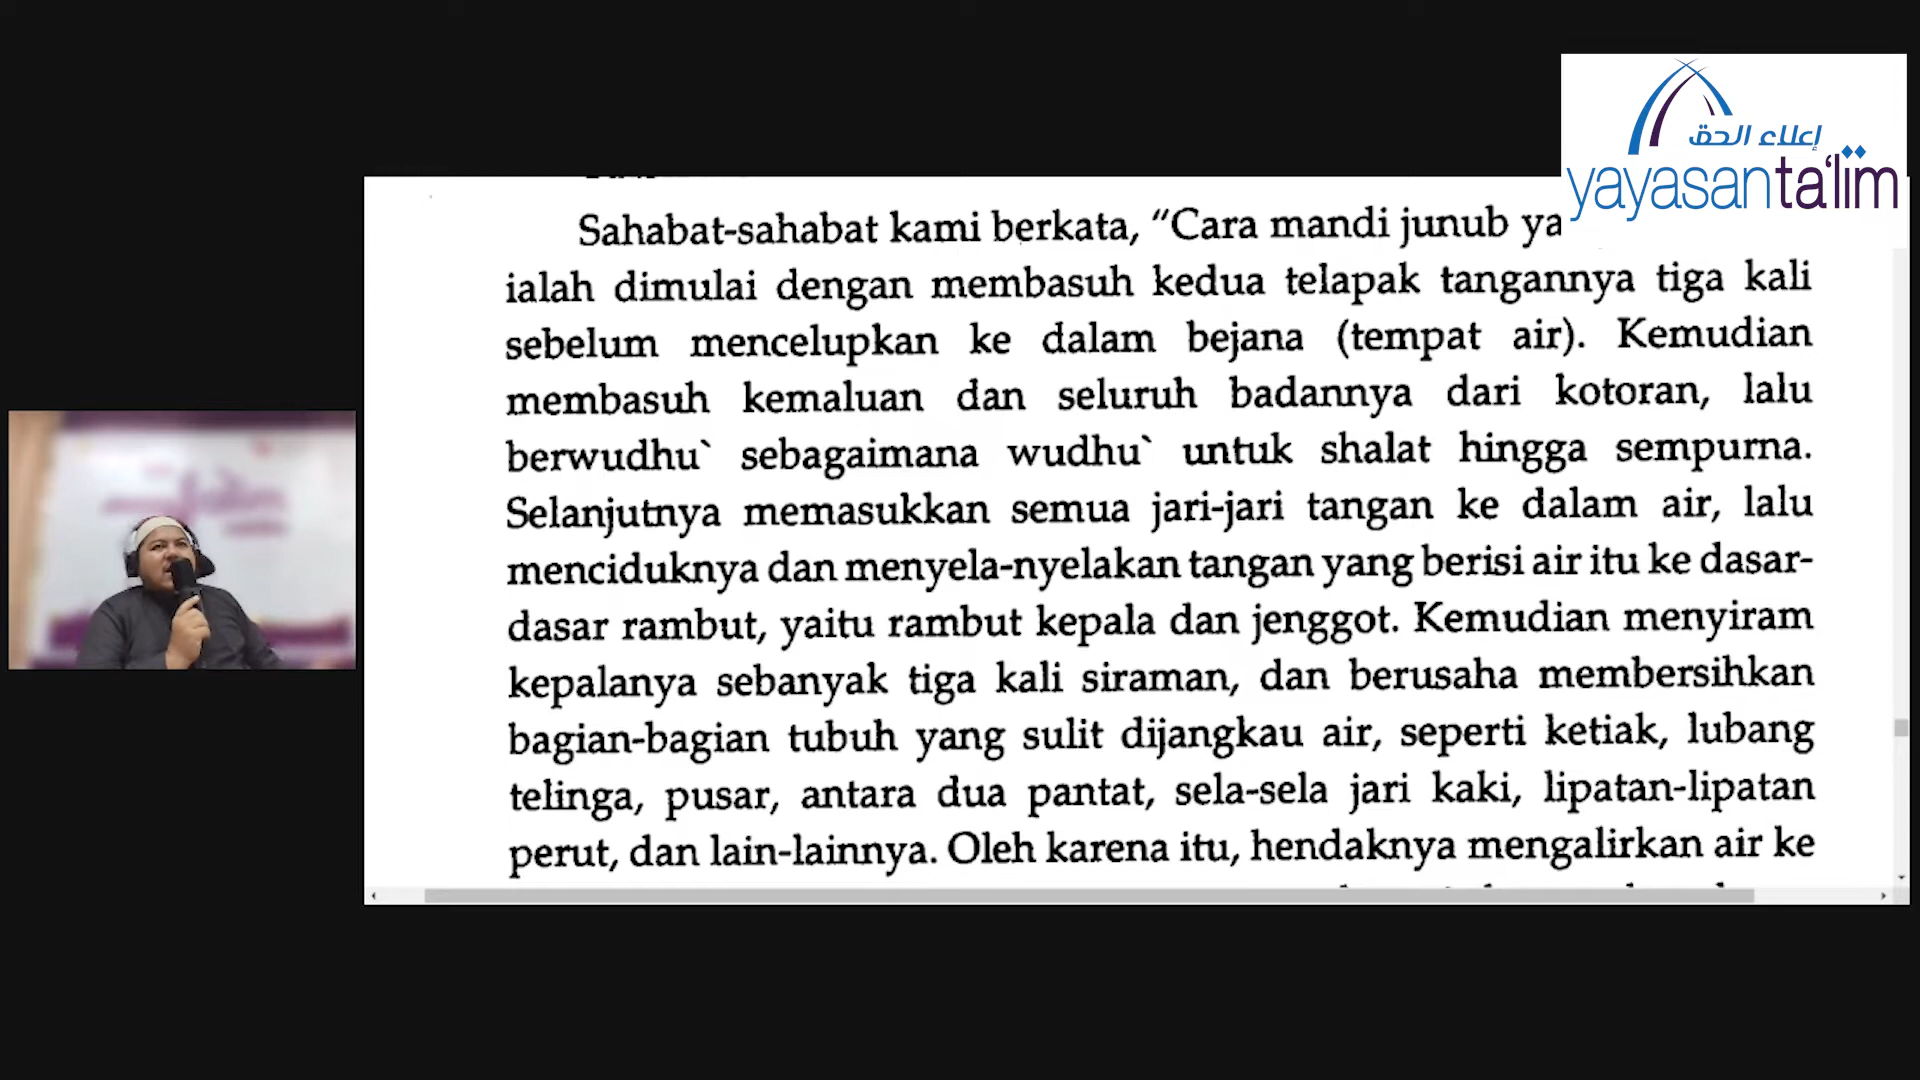 إعلاء الحق
yayasanta'lim
Sahabat-sahabat kami berkata, “Cara mandi junub ya
ialah dimulai dengan membasuh kedua telapak tangannya tiga kali
sebelum mencelupkan ke dalam bejana (tempat air). Kemudian
membasuh kemaluan dan seluruh badannya dari kotoran, lalu
berwudhu` sebagaimana wudhu` untuk shalat hingga sempurna.
Selanjutnya memasukkan semua jari-jari tangan ke dalam air, lalu
menciduknya dan menyela-nyelakan tangan yang berisi air itu ke dasar-
dasar rambut, yaitu rambut kepala dan jenggot. Kemudian menyiram
kepalanya sebanyak tiga kali siraman, dan berusaha membersihkan
bagian-bagian tubuh yang sulit dijangkau air, seperti ketiak, lubang
telinga, pusar, antara dua pantat, sela-sela jari kaki, lipatan-lipatan
perut, dan lain-lainnya. Oleh karena itu, hendaknya mengalirkan air ke